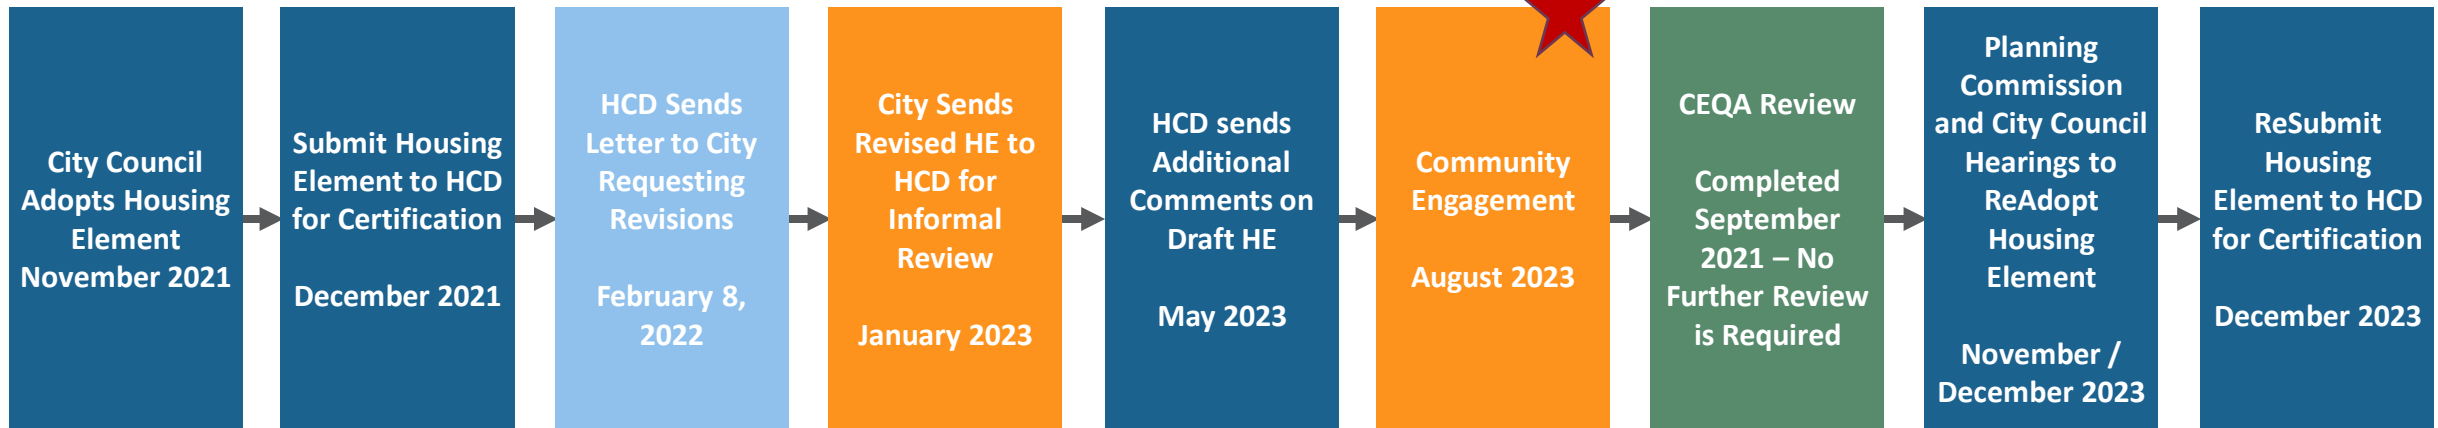 City Council
Adopts Housing
Element
November 2021
Submit Housing
Element to HCD
for Certification
December 2021
HCD Sends
Letter to City
Requesting
Revisions
February 8,
2022
City Sends
Revised HE to
HCD for
Informal
Review
January 2023
HCD sends
Additional
Comments on
Draft HE
May 2023
Community
Engagement
August 2023
CEQA Review
Completed
September
2021 – No
Further Review
is Required
Planning
Commission
and City Council
Hearings to
ReAdopt
Housing
Element
November /
December 2023
ReSubmit
Housing
Element to HCD
for Certification
December 2023